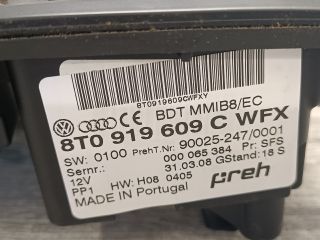 8T0919609CWFXY
BDT MMIB8/EC
8T0 919 609 C WFX
SW: 0100 PrehT.Nr: 90025-247/0001
Sernr.: 000 065 384 Pr: SFS
12V 31.03.08 GStand: 18 S
PP1 HW: H08 0405 preh
MADE IN Portugal